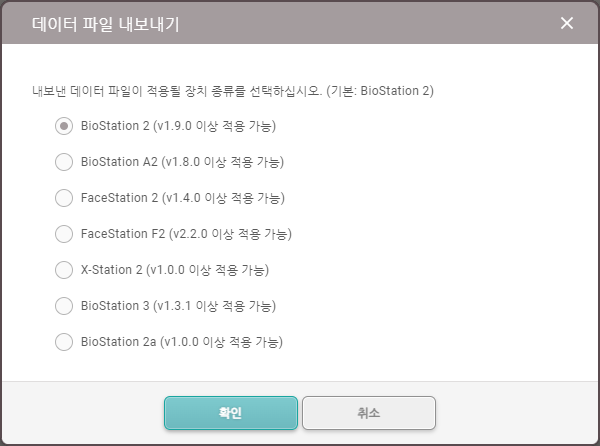 데이터 파일 내보내기
내보낸 데이터 파일이 적용될 장치 종류를 선택하십시오. (기본: BioStation 2)
BioStation 2 (v1.9.0 이상 적용 가능)
BioStation A2 (v1.8.0 이상 적용 가능)
FaceStation 2 (v1.4.0 이상 적용 가능)
FaceStation F2 (v2.2.0 이상 적용 가능)
X-Station 2 (v1.0.0 이상 적용 가능)
BioStation 3 (v1.3.1 이상 적용 가능)
BioStation 2a (v1.0.0 이상 적용 가능)
확인 취소